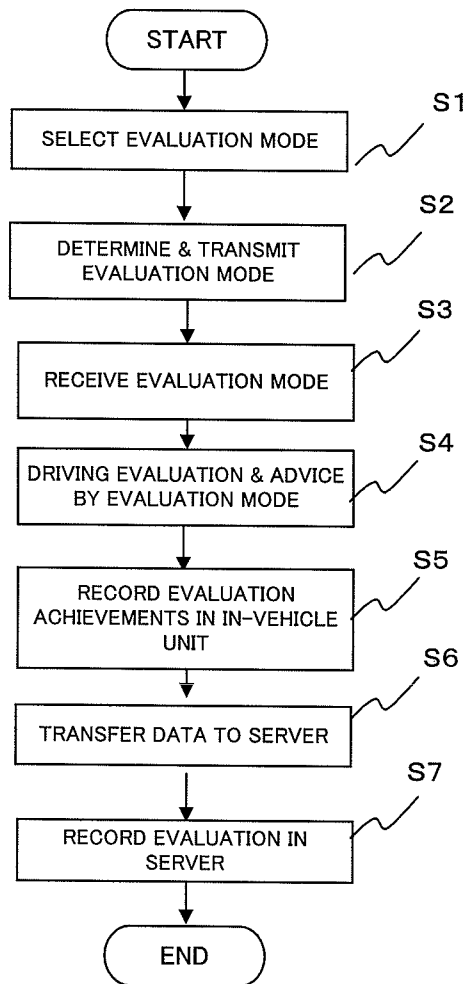 START
S1
SELECT EVALUATION MODE
S2
DETERMINE & TRANSMIT
EVALUATION MODE
S3
RECEIVE EVALUATION MODE
S4
DRIVING EVALUATION & ADVICE
BY EVALUATION MODE
S5
RECORD EVALUATION
ACHIEVEMENTS IN IN-VEHICLE
UNIT
S6
TRANSFER DATA TO SERVER
S7
RECORD EVALUATION IN
SERVER
END